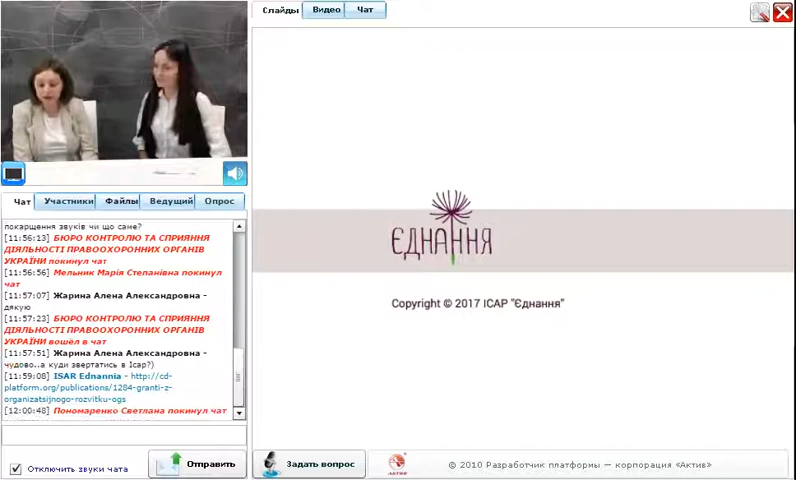 Слайды
Видео
Чат
ЄДНАННЯ
Copyright © 2017 ІСАР "Єднання"
Чат
Участники
Файлы
Ведущий
Опрос
покарщення звуків чи що саме?
[11:56:13] БЮРО КОНТРОЛЮ ТА СПРИЯННЯ
ДІЯЛЬНОСТІ ПРАВООХОРОННИХ ОРГАНІВ
УКРАЇНИ покинул чат
[11:56:56] Мельник Марія Степанівна покинул
чат
[11:57:07] Жарина Алена Александровна -
дякую
[11:57:23] БЮРО КОНТРОЛЮ ТА СПРИЯННЯ
ДІЯЛЬНОСТІ ПРАВООХОРОННИХ ОРГАНІВ
УКРАЇНИ вошёл в чат
[11:57:51] Жарина Алена Александровна -
чудово..а куди звертатись в Ісар?)
[11:59:08] ISAR Ednannia - http://cd-
platform.org/publications/1284-granti-z-
organizatsijnogo-rozvitku-ogs
[12:00:48] Пономаренко Светлана покинул чат
Отключить звуки чата
Отправить
Задать вопрос
АКТИВ
© 2010 Разработчик платформы — корпорация «Актив»